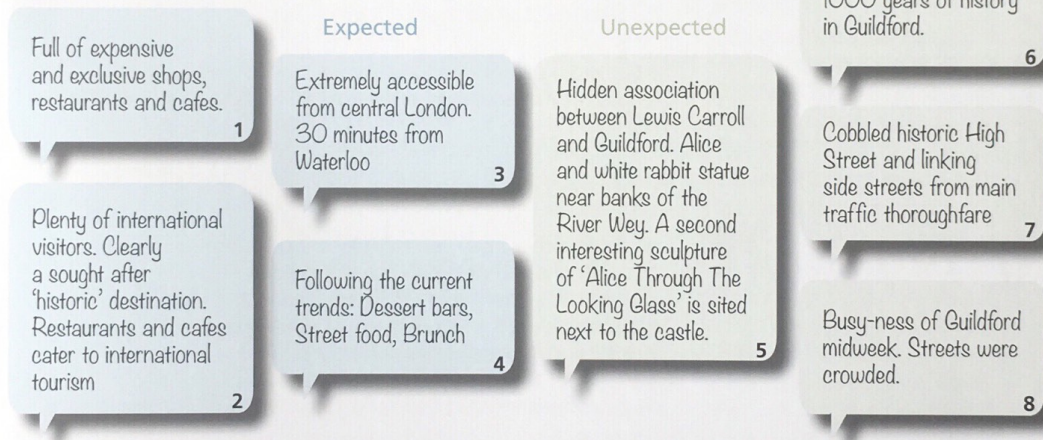 Expected
Full of expensive
and exclusive shops,
restaurants and cafes.
1
Plenty of international
visitors. Clearly
a sought after
'historic' destination.
Restaurants and cafes
cater to international
tourism
2
Extremely accessible
from central London.
30 minutes from
Waterloo
3
Following the current
trends: Dessert bars,
Street food, Brunch
4
Unexpected
Hidden association
between Lewis Carroll
and Guildford. Alice
and white rabbit statue
near banks of the
River Wey. A second
interesting sculpture
of 'Alice Through The
Looking Glass' is sited
next to the castle.
5
1000 years of history
in Guildford.
6
Cobbled historic High
Street and linking
side streets from main
traffic thoroughfare
7
Busy-ness of Guildford
midweek. Streets were
crowded.
8